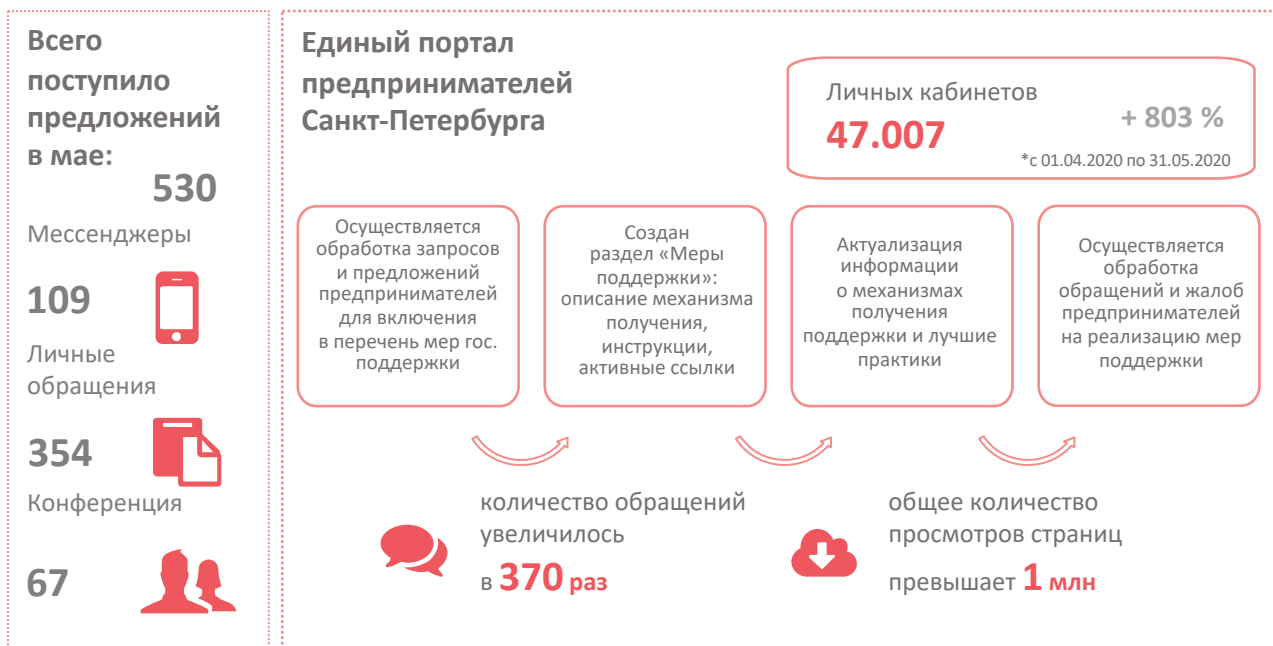 Всего
поступило
предложений
в мае:
530
Мессенджеры
109
Личные
обращения
354
Конференция
67
Единый портал
предпринимателей
Санкт-Петербурга
Личных кабинетов
47.007
+ 803 %
*с 01.04.2020 по 31.05.2020
Осуществляется
обработка запросов
и предложений
предпринимателей
для включения
в перечень мер гос.
поддержки
Создан
раздел «Меры
поддержки»:
описание механизма
получения,
инструкции,
активные ссылки
Актуализация
информации
о механизмах
получения
поддержки и лучшие
практики
Осуществляется
обработка
обращений и жалоб
предпринимателей
на реализацию мер
поддержки
количество обращений
увеличилось
в 370 раз
общее количество
просмотров страниц
превышает 1 млн